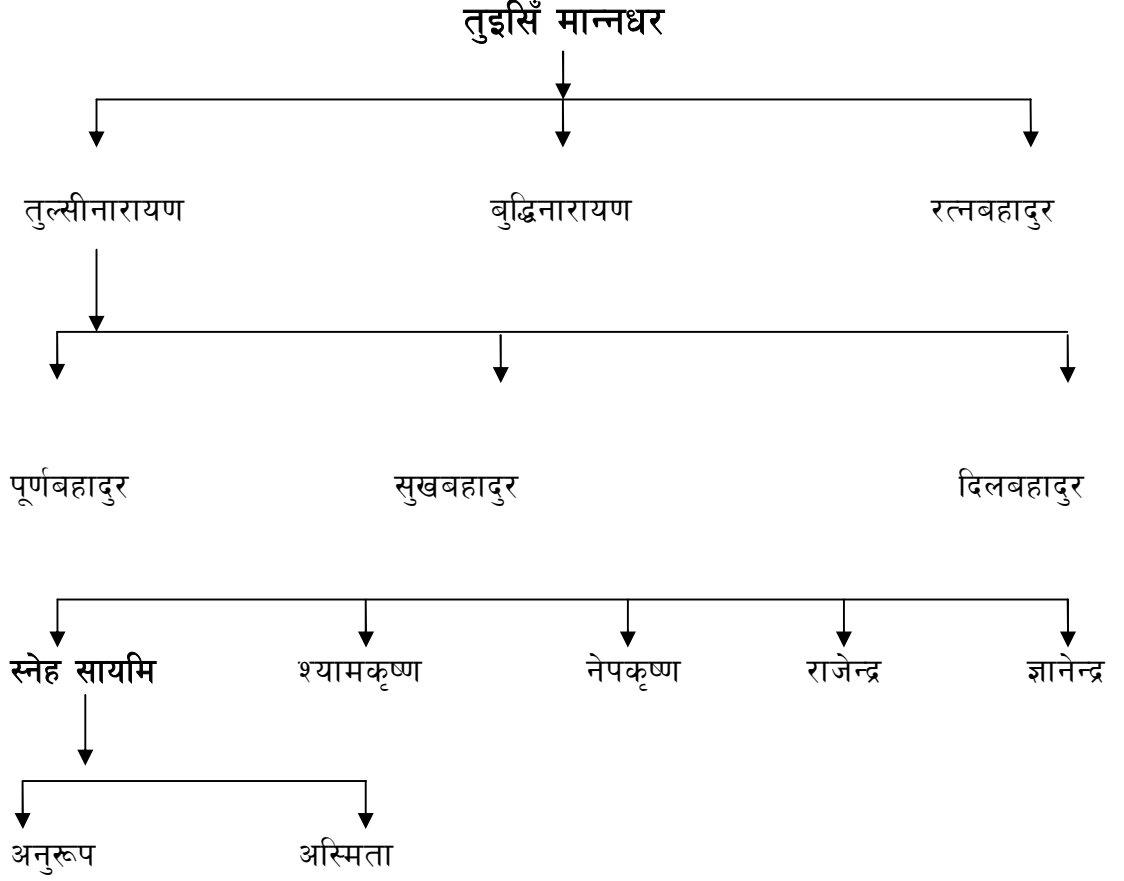 तुइसिँ मान्नधर
तुल्सीनारायण बुद्धिनारायण रत्नबहादुर
पूर्णबहादुर सुखबहादुर दिलबहादुर
स्नेह सायमि श्यामकृष्ण नेपकृष्ण राजेन्द्र ज्ञानेन्द्र
अनुरूप अस्मिता